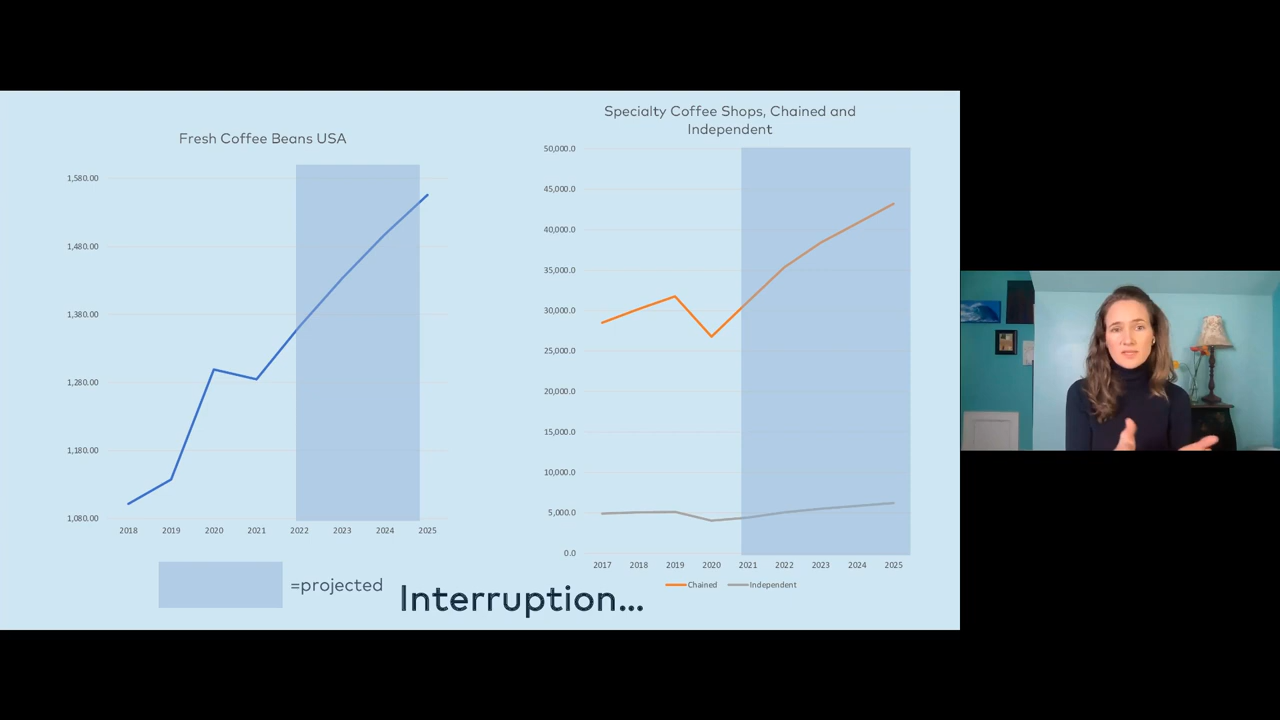 Fresh Coffee Beans USA
1,580.00
1,480.00
1,380.00
1,280.00
1,180.00
1,080.00
2018 2019 2020 2021 2022 2023 2024 2025
=projected
Specialty Coffee Shops, Chained and
Independent
50,000.0
45,000.0
40,000.0
35,000.0
30,000.0
25,000.0
20,000.0
15,000.0
10,000.0
5,000.0
0.0
2017 2018 2019 2020 2021 2022 2023 2024 2025
Chained Independent
Interruption...